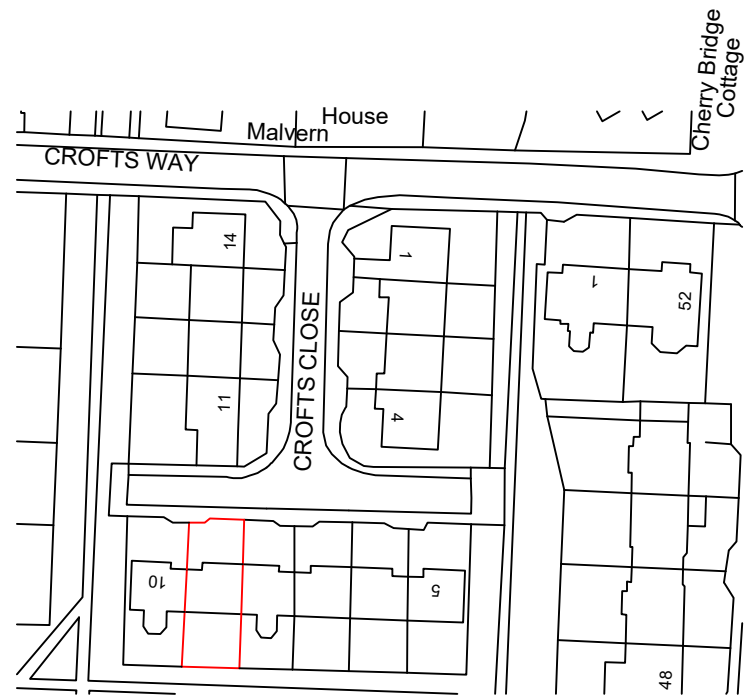 Cherry Bridge
Cottage
House
Malvern
CROFTS WAY
14
1
1
52
CROFTS CLOSE
11
4
10
5
48